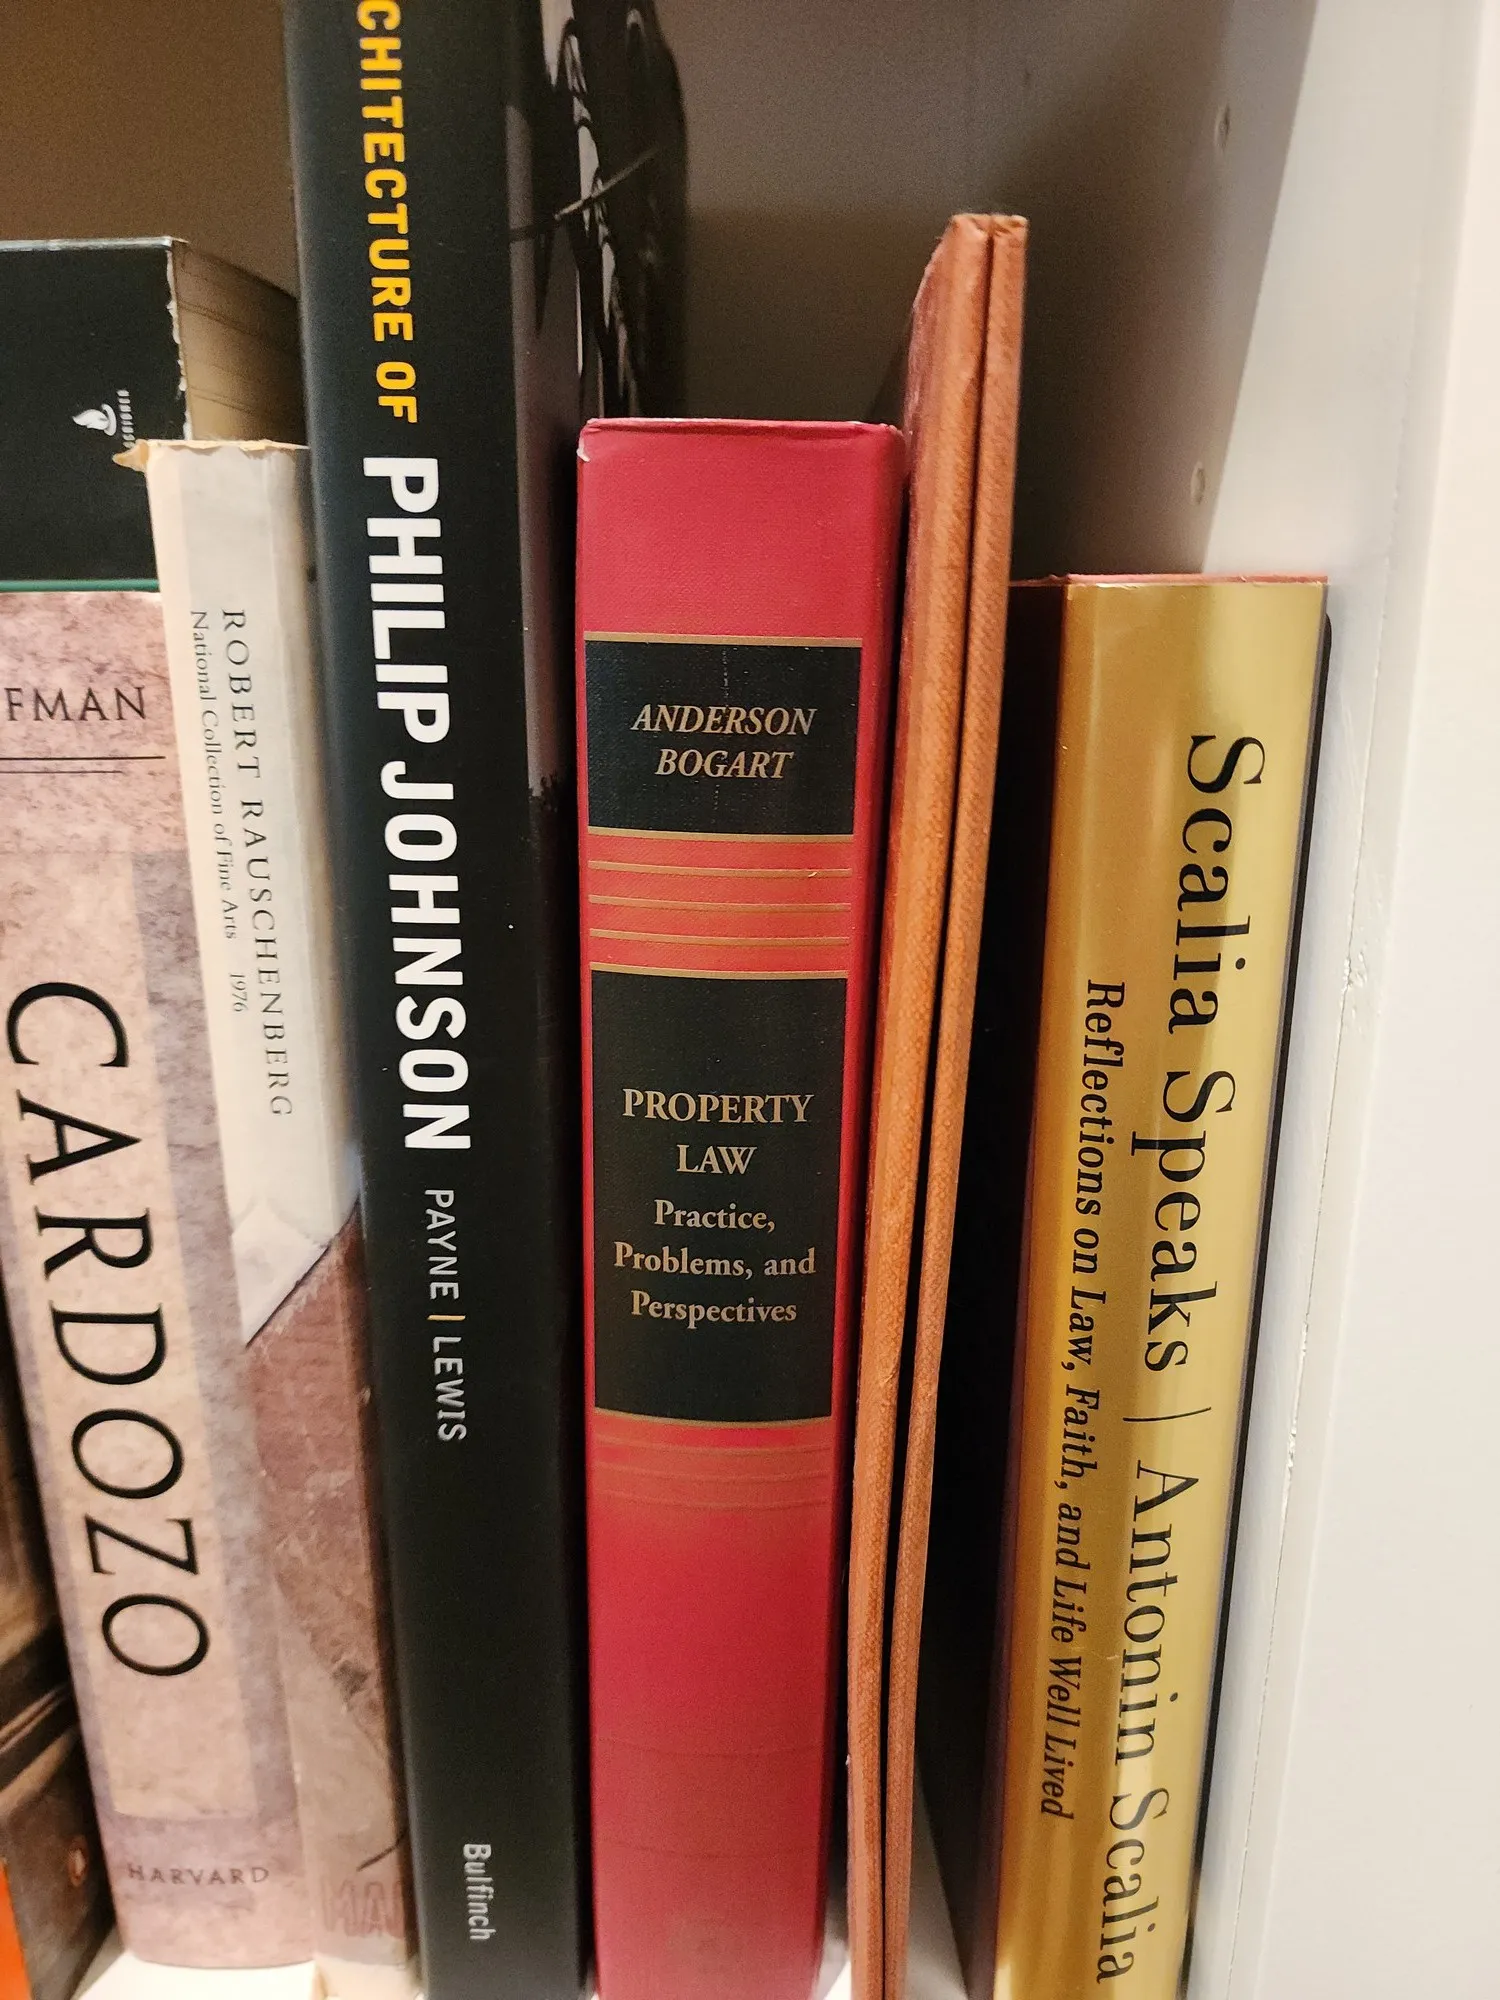 FMAN
CARDOZO
HARVARD
ROBERT RAUSCHENBERG
National Collection of Fine Arts 1976
CHITECTURE OF PHILIP JOHNSON PAYNE | LEWIS
Bulfinch
ANDERSON
BOGART
PROPERTY
LAW
Practice,
Problems, and
Perspectives
Scalia Speaks | Antonin Scalia
Reflections on Law, Faith, and Life Well Lived